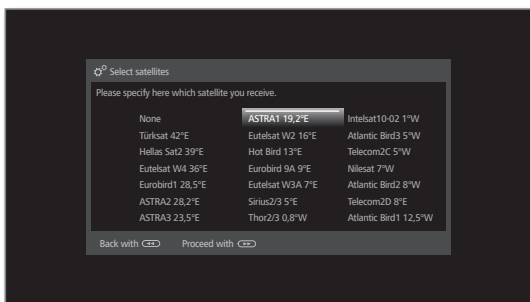 Select satellites
Please specify here which satellite you receive.
None ASTRA1 19,2°E Intelsat10-02 1°W
Türksat 42°E Eutelsat W2 16°E Atlantic Bird3 5°W
Hellas Sat2 39°E Hot Bird 13°E Telecom2C 5°W
Eutelsat W4 36°E Eurobird 9A 9°E Nilesat 7°W
Eurobird1 28,5°E Eutelsat W3A 7°E Atlantic Bird2 8°W
ASTRA2 28,2°E Sirius2/3 5°E Telecom2D 8°E
ASTRA3 23,5°E Thor2/3 0,8°W Atlantic Bird1 12,5°W
Back with Proceed with